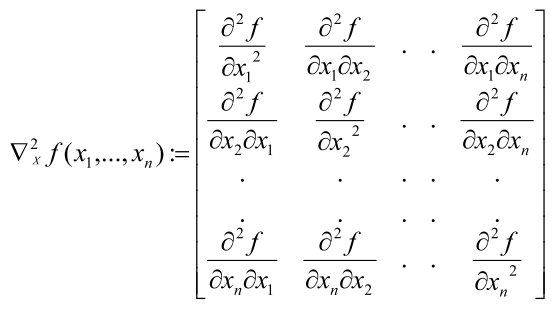 ∂²f/∂x₁² ∂²f/∂x₁∂x₂ . . ∂²f/∂x₁∂xₙ
∂²f/∂x₂∂x₁ ∂²f/∂x₂² . . ∂²f/∂x₂∂xₙ
∇²ₓ f(x₁,...,xₙ):=
. . . . .
. . . . .
∂²f/∂xₙ∂x₁ ∂²f/∂xₙ∂x₂ . . ∂²f/∂xₙ²